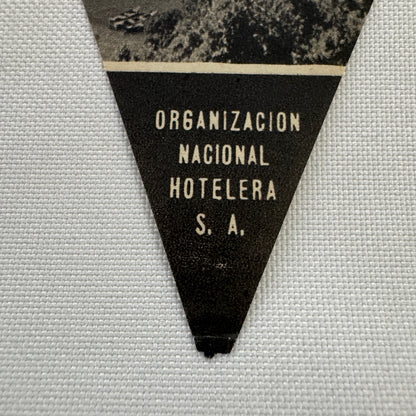 ORGANIZACION
NACIONAL
HOTELERA
S. A.